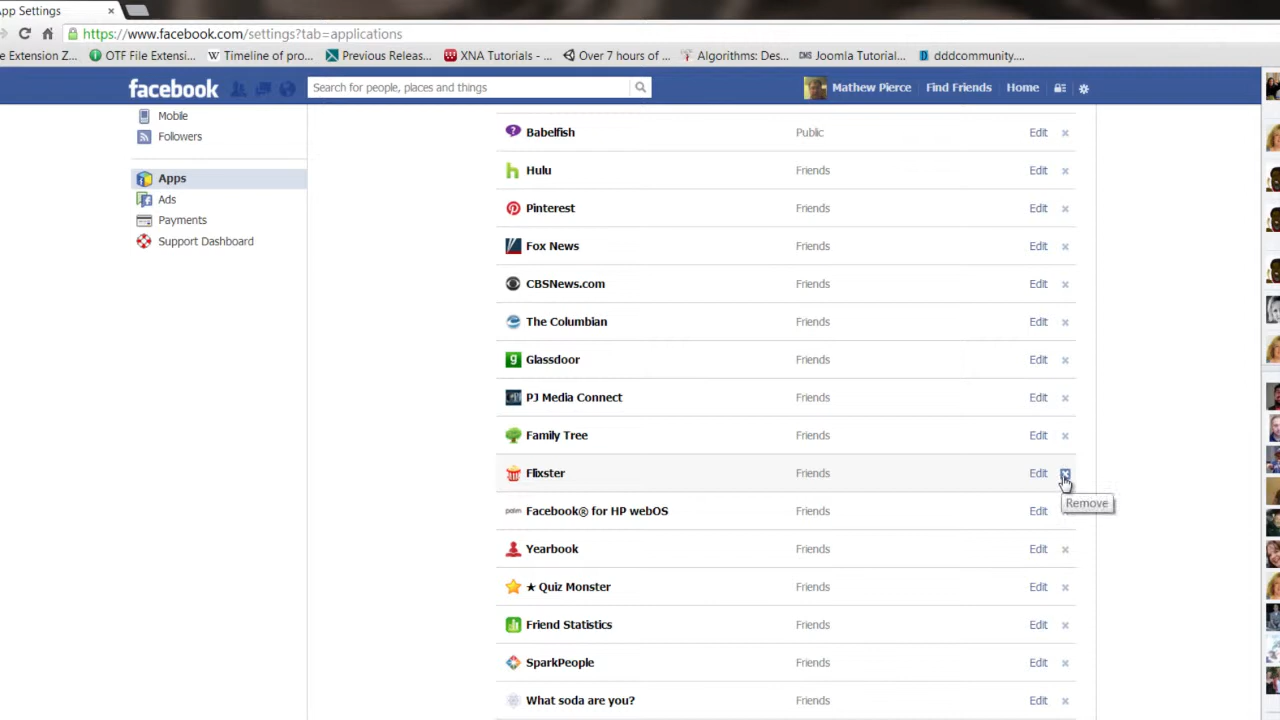 App Settings
https://www.facebook.com/settings?tab=applications
e Extension Z... OTF File Extensi... Timeline of pro... Previous Releas... XNA Tutorials - ... Over 7 hours of ... Algorithms: Des... Joomla Tutorial... dddcommunity....
facebook Search for people, places and things Mathew Pierce Find Friends Home
Mobile
Followers
Apps
Ads
Payments
Support Dashboard
Babelfish Public Edit
Hulu Friends Edit
Pinterest Friends Edit
Fox News Friends Edit
CBSNews.com Friends Edit
The Columbian Friends Edit
Glassdoor Friends Edit
PJ Media Connect Friends Edit
Family Tree Friends Edit
Flixster Friends Edit
Remove
Facebook® for HP webOS Friends Edit
Yearbook Friends Edit
★ Quiz Monster Friends Edit
Friend Statistics Friends Edit
SparkPeople Friends Edit
What soda are you? Friends Edit